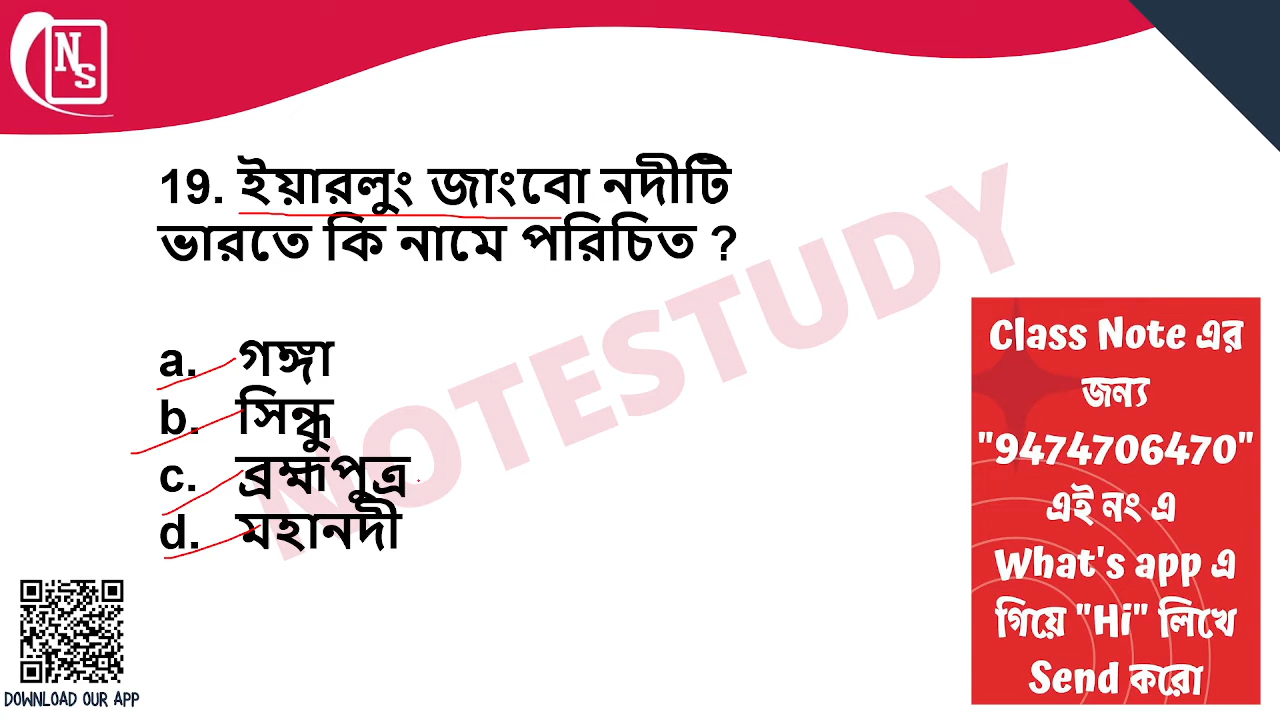 NS
19. ইয়ারলুং জাংবো নদীটি
ভারতে কি নামে পরিচিত ?
a. গঙ্গা
b. সিন্ধু
c. ব্রহ্মপুত্র
d. মহানদী
NOTESTUDY
Class Note এর
জন্য
"9474706470"
এই নং এ
What's app এ
গিয়ে "Hi" লিখে
Send করো
DOWNLOAD OUR APP